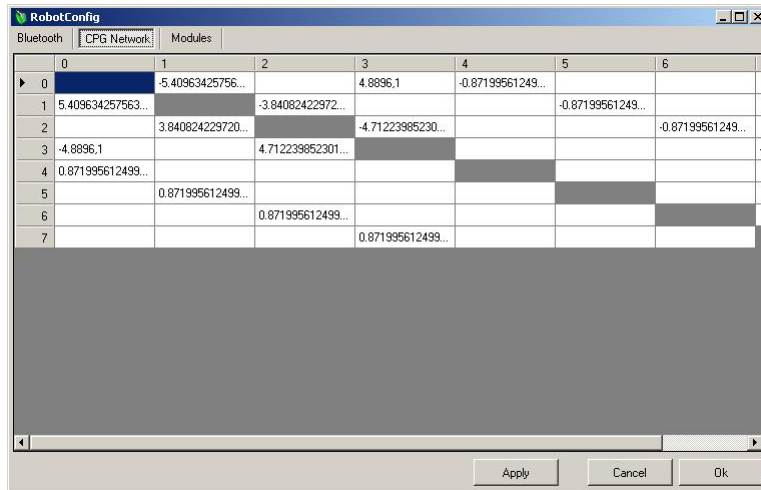 RobotConfig
Bluetooth CPG Network Modules
0 1 2 3 4 5 6
0 -5.40963425756... 4.8896,1 -0.87199561249...
1 5.409634257563... -3.84082422972... -0.87199561249...
2 3.840824229720... -4.71223985230... -0.87199561249...
3 -4.8896,1 4.712239852301...
4 0.871995612499...
5 0.871995612499...
6 0.871995612499...
7 0.871995612499...
Apply Cancel Ok